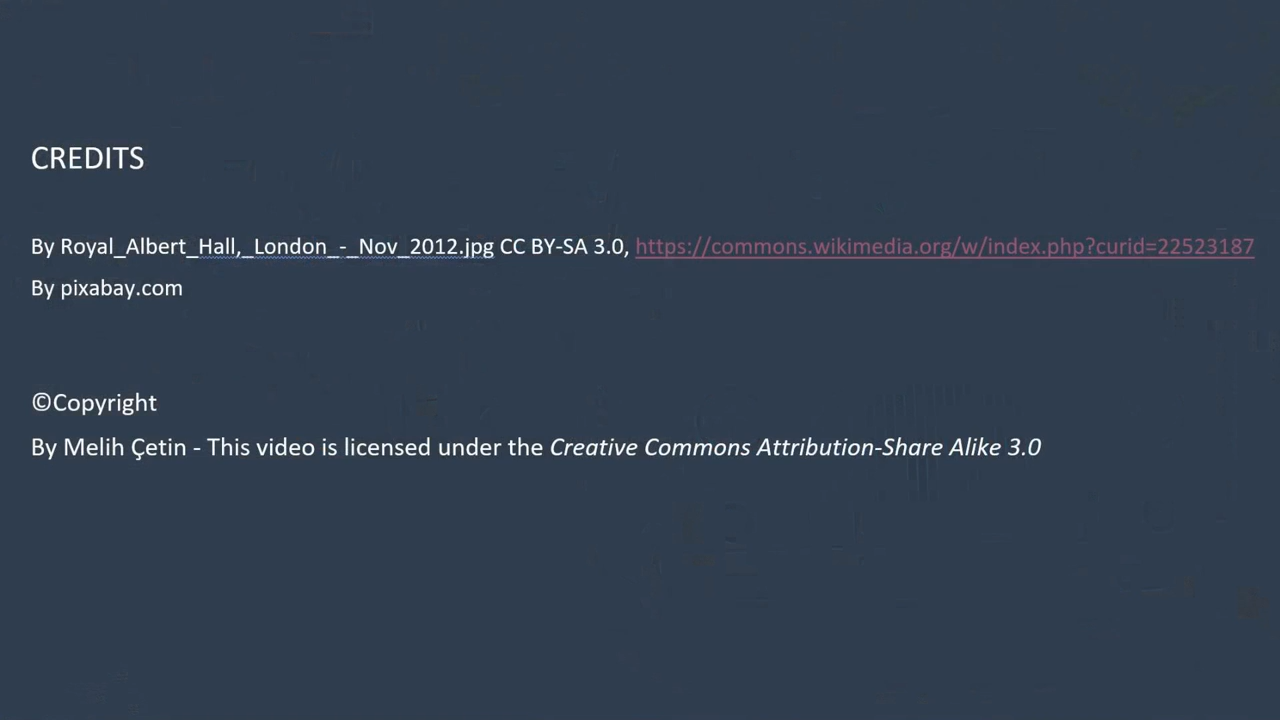 CREDITS
By Royal_Albert_Hall,_London_-_Nov_2012.jpg CC BY-SA 3.0, https://commons.wikimedia.org/w/index.php?curid=22523187
By pixabay.com
©Copyright
By Melih Çetin - This video is licensed under the Creative Commons Attribution-Share Alike 3.0